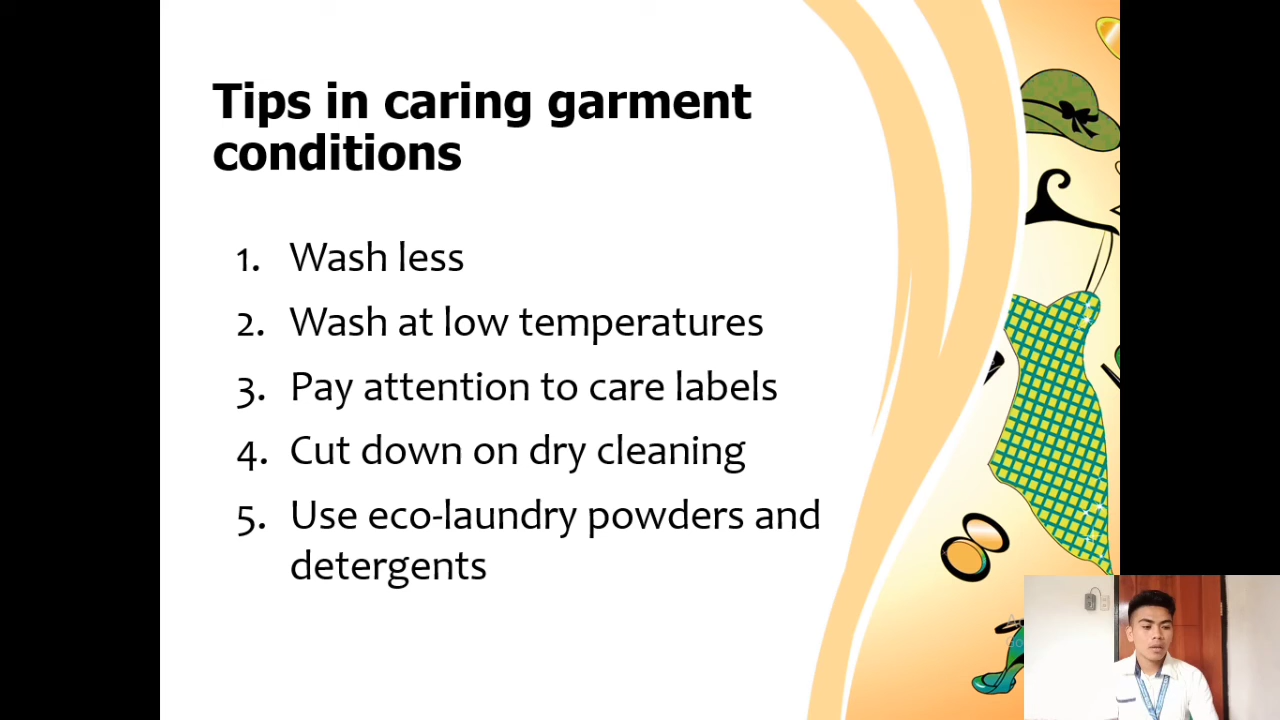 Tips in caring garment
conditions
1. Wash less
2. Wash at low temperatures
3. Pay attention to care labels
4. Cut down on dry cleaning
5. Use eco-laundry powders and
detergents